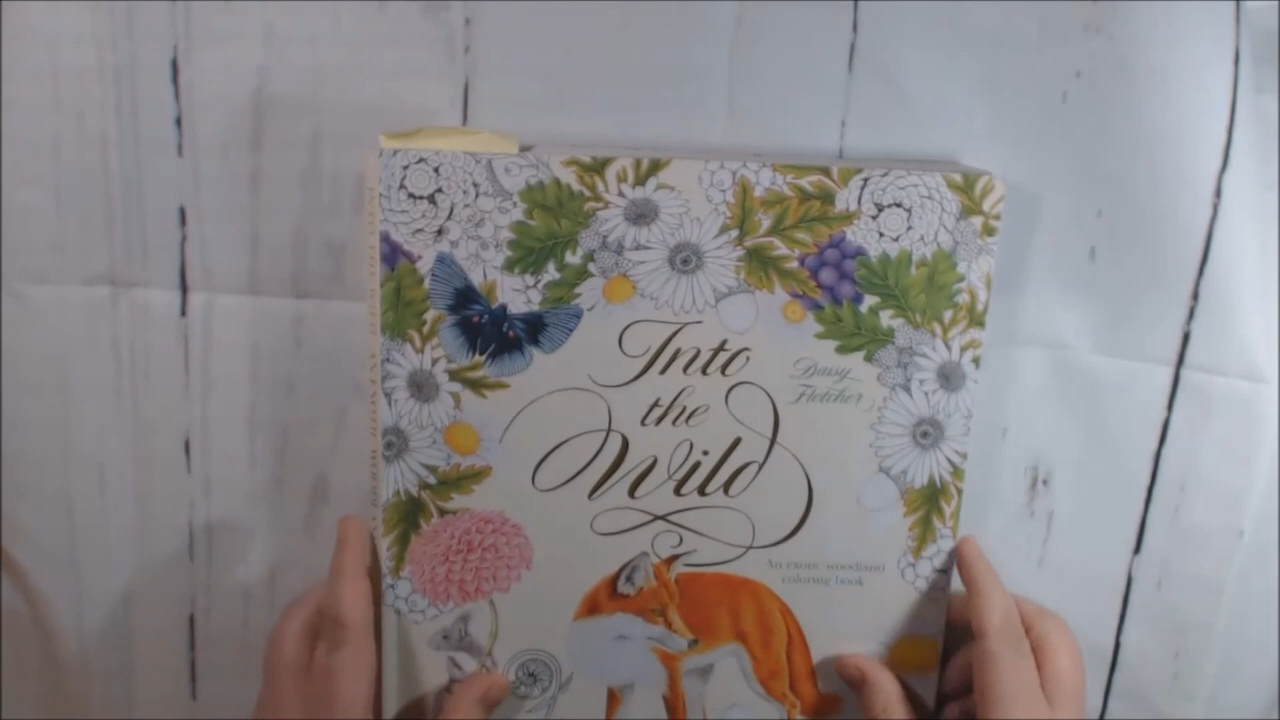 Into
the
Wild
Daisy
Fletcher
An exotic woodland
coloring book